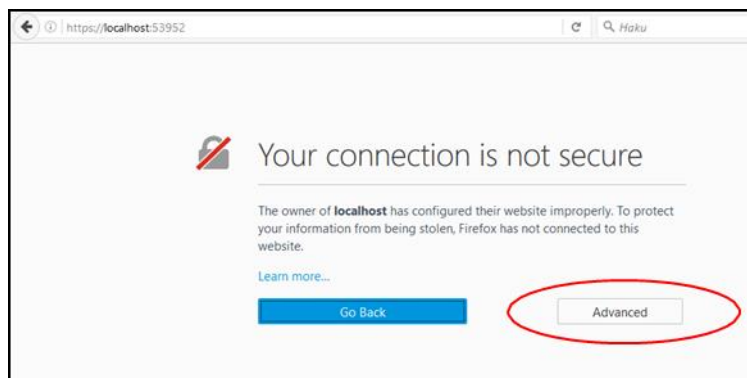 https://localhost:53952
Haku
Your connection is not secure
The owner of localhost has configured their website improperly. To protect
your information from being stolen, Firefox has not connected to this
website.
Learn more...
Go Back
Advanced